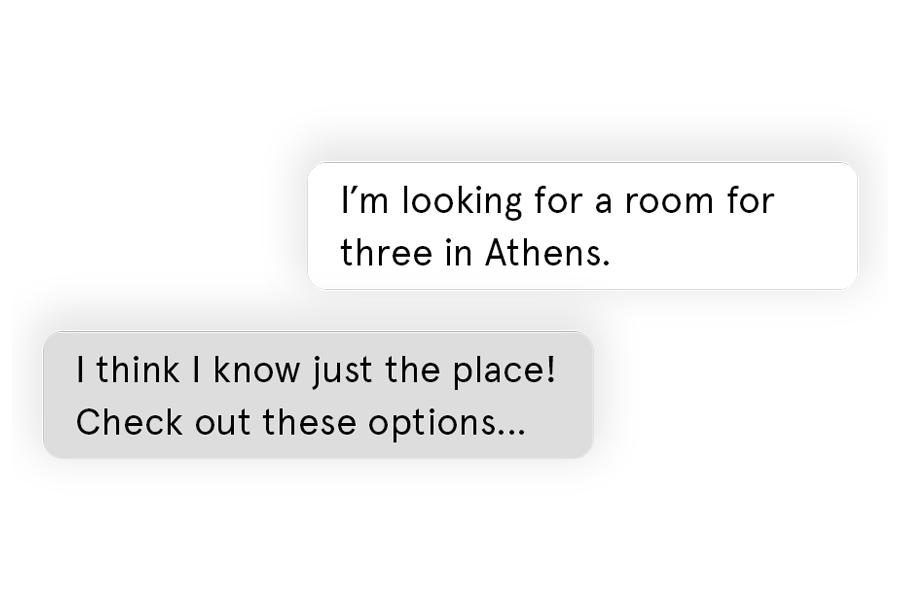 I’m looking for a room for
three in Athens.
I think I know just the place!
Check out these options...